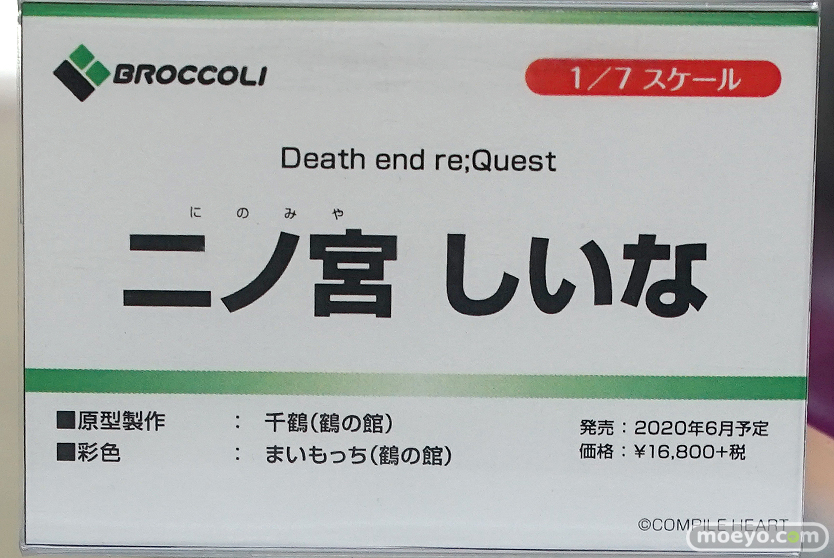 BROCCOLI
1/7 スケール
Death end re;Quest
にのみや
二ノ宮 しいな
■原型製作 : 千鶴(鶴の館)
■彩色 : まいもっち(鶴の館)
発売:2020年6月予定
価格:¥16,800+税
©COMPILE HEART
moeyo.com